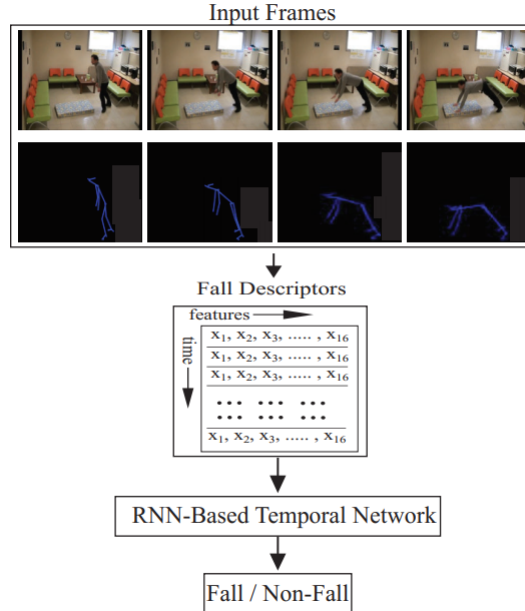 Input Frames
Fall Descriptors
features
time
x1, x2, x3, ..... , x16
x1, x2, x3, ..... , x16
x1, x2, x3, ..... , x16
... ... ...
... ... ...
x1, x2, x3, ..... , x16
RNN-Based Temporal Network
Fall / Non-Fall